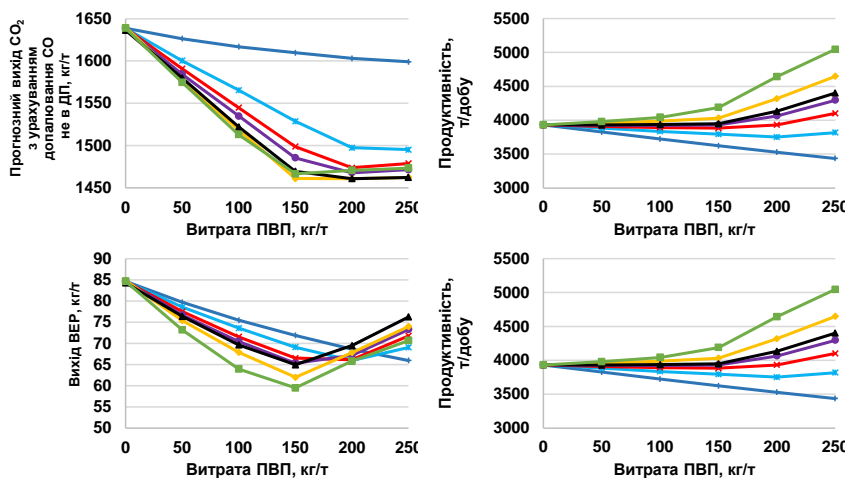 Прогнозний вихід CO2
з урахуванням
допалювання CO
не в ДП, кг/т
1650
1600
1550
1500
1450
0 50 100 150 200 250
Витрата ПВП, кг/т
Продуктивність,
т/добу
5500
5000
4500
4000
3500
3000
0 50 100 150 200 250
Витрата ПВП, кг/т
Вихід ВЕР, кг/т
90
85
80
75
70
65
60
55
50
0 50 100 150 200 250
Витрата ПВП, кг/т
Продуктивність,
т/добу
5500
5000
4500
4000
3500
3000
0 50 100 150 200 250
Витрата ПВП, кг/т